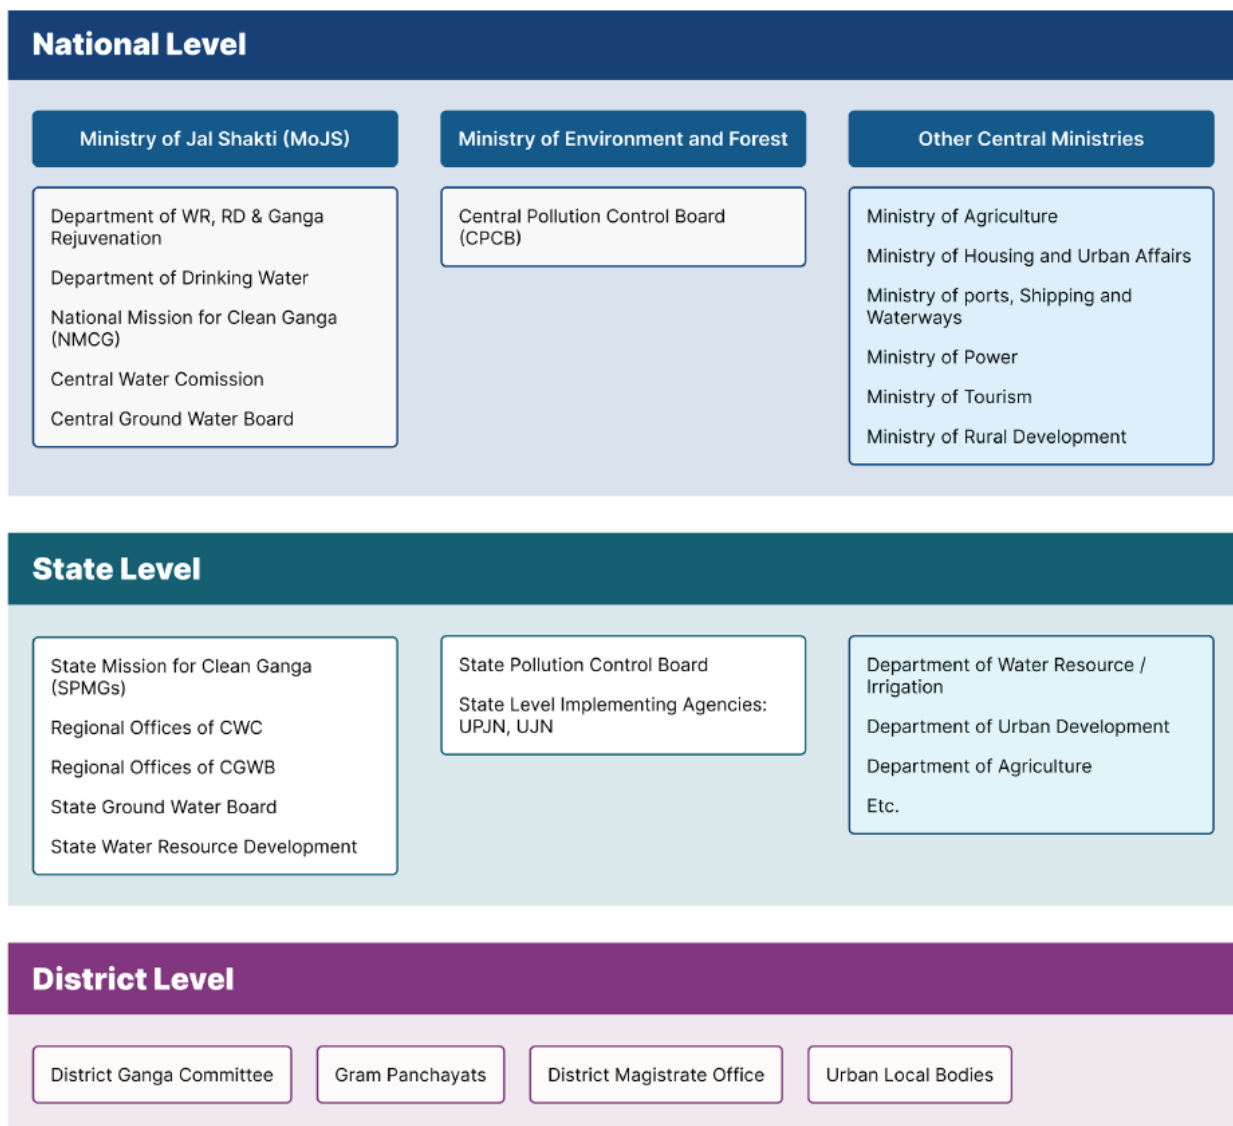 National Level
Ministry of Jal Shakti (MoJS)
Department of WR, RD & Ganga
Rejuvenation
Department of Drinking Water
National Mission for Clean Ganga
(NMCG)
Central Water Comission
Central Ground Water Board
Ministry of Environment and Forest
Central Pollution Control Board
(CPCB)
Other Central Ministries
Ministry of Agriculture
Ministry of Housing and Urban Affairs
Ministry of ports, Shipping and
Waterways
Ministry of Power
Ministry of Tourism
Ministry of Rural Development
State Level
State Mission for Clean Ganga
(SPMGs)
Regional Offices of CWC
Regional Offices of CGWB
State Ground Water Board
State Water Resource Development
State Pollution Control Board
State Level Implementing Agencies:
UPJN, UJN
Department of Water Resource /
Irrigation
Department of Urban Development
Department of Agriculture
Etc.
District Level
District Ganga Committee
Gram Panchayats
District Magistrate Office
Urban Local Bodies